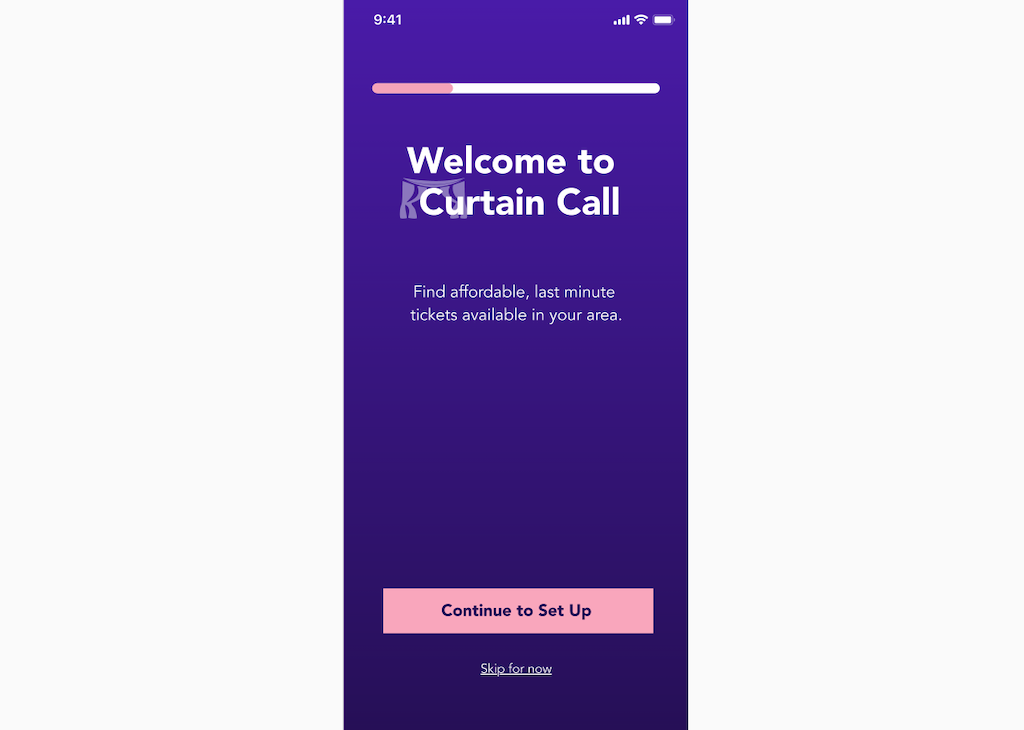 9:41
Welcome to
Curtain Call
Find affordable, last minute
tickets available in your area.
Continue to Set Up
Skip for now